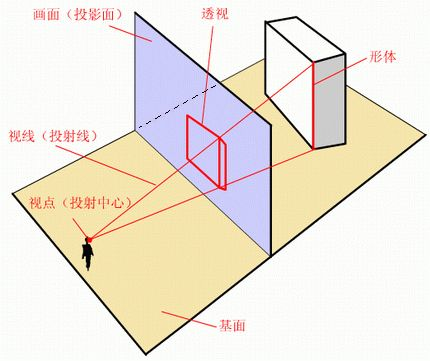 画面（投影面）
透视
形体
视线（投射线）
视点（投射中心）
基面